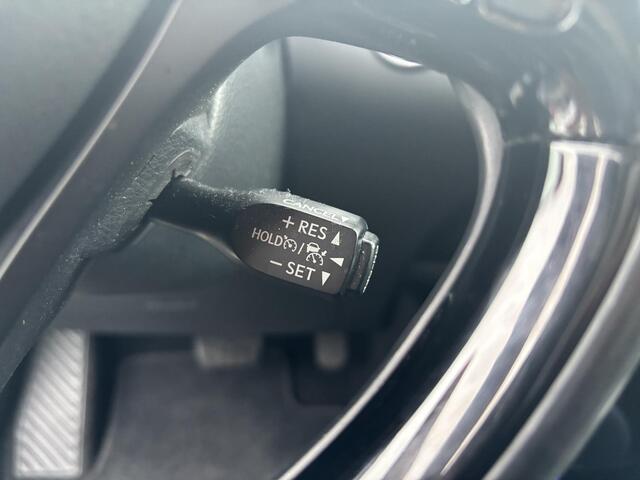 CANCEL▼
+ RES ▲
HOLD / ◀
− SET ▼